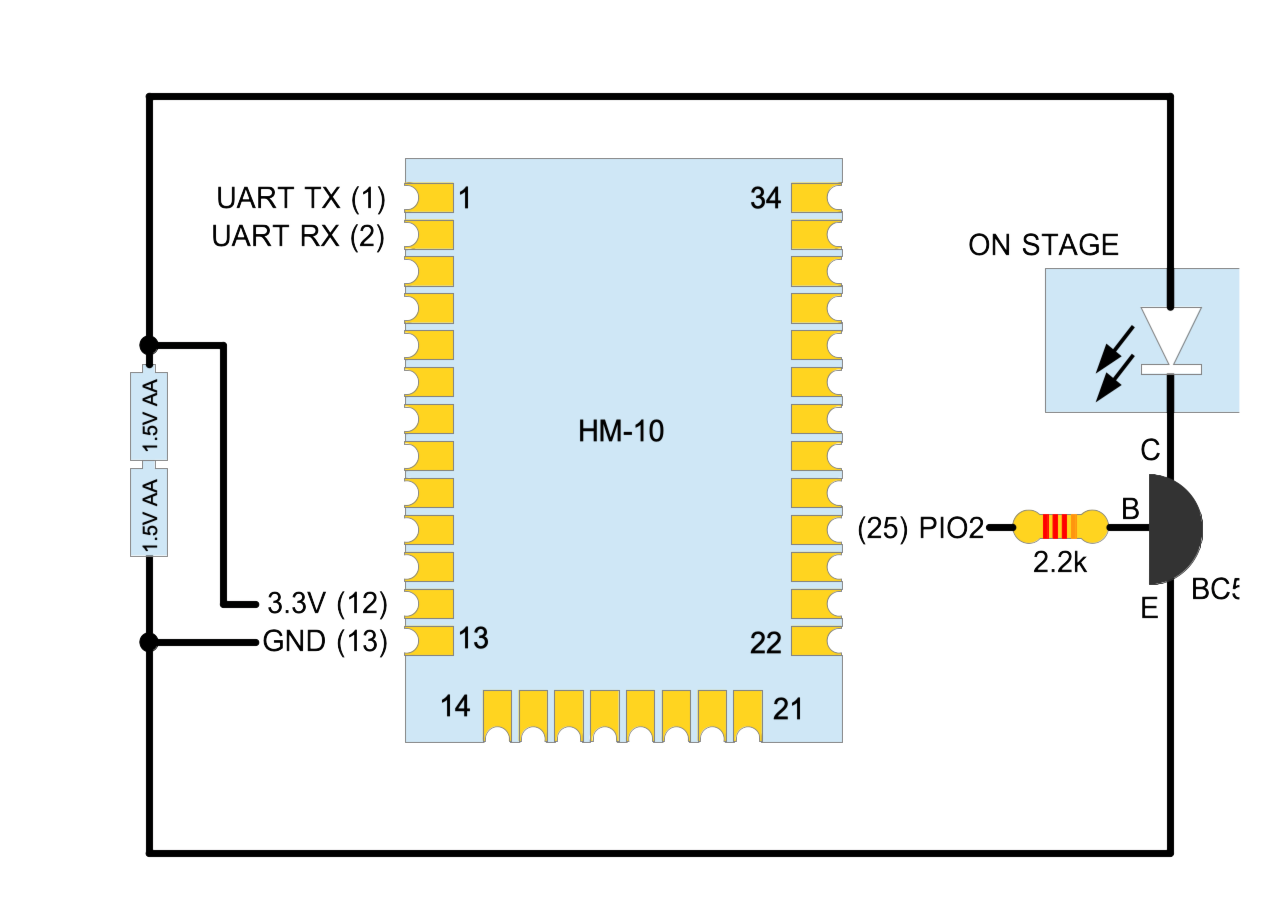 UART TX (1)
1
34
UART RX (2)
ON STAGE
1.5V AA
HM-10
C
1.5V AA
B
(25) PIO2
2.2k
3.3V (12)
E
GND (13)
13
22
14
21